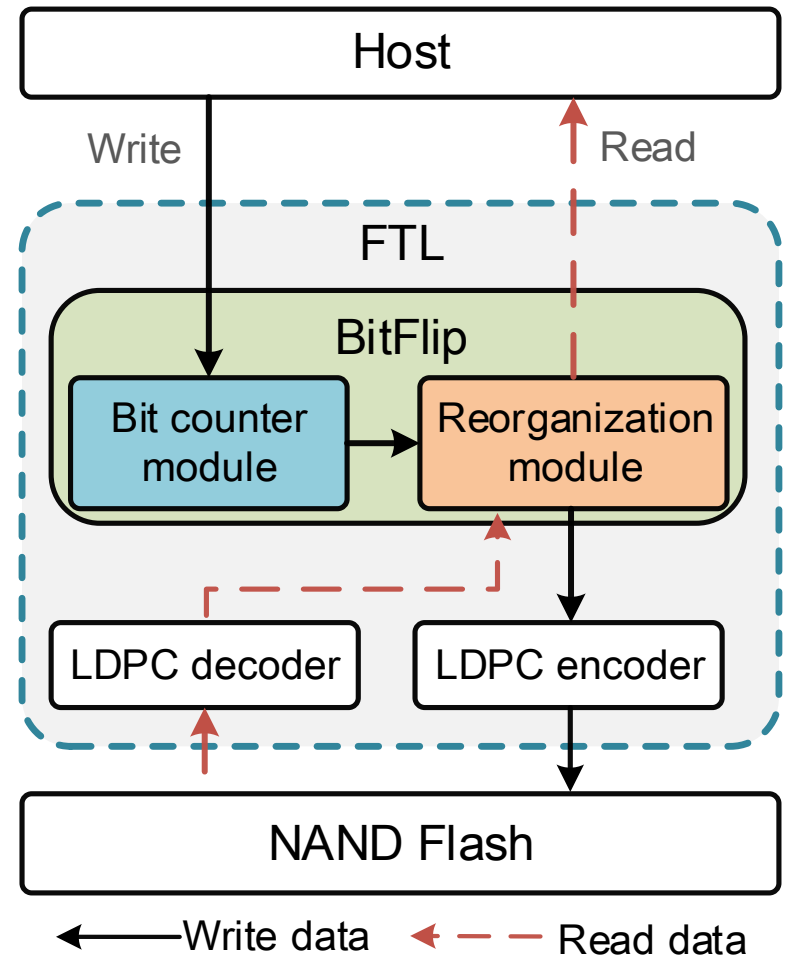 Host
Write
Read
FTL
BitFlip
Bit counter
module
Reorganization
module
LDPC decoder
LDPC encoder
NAND Flash
Write data
Read data